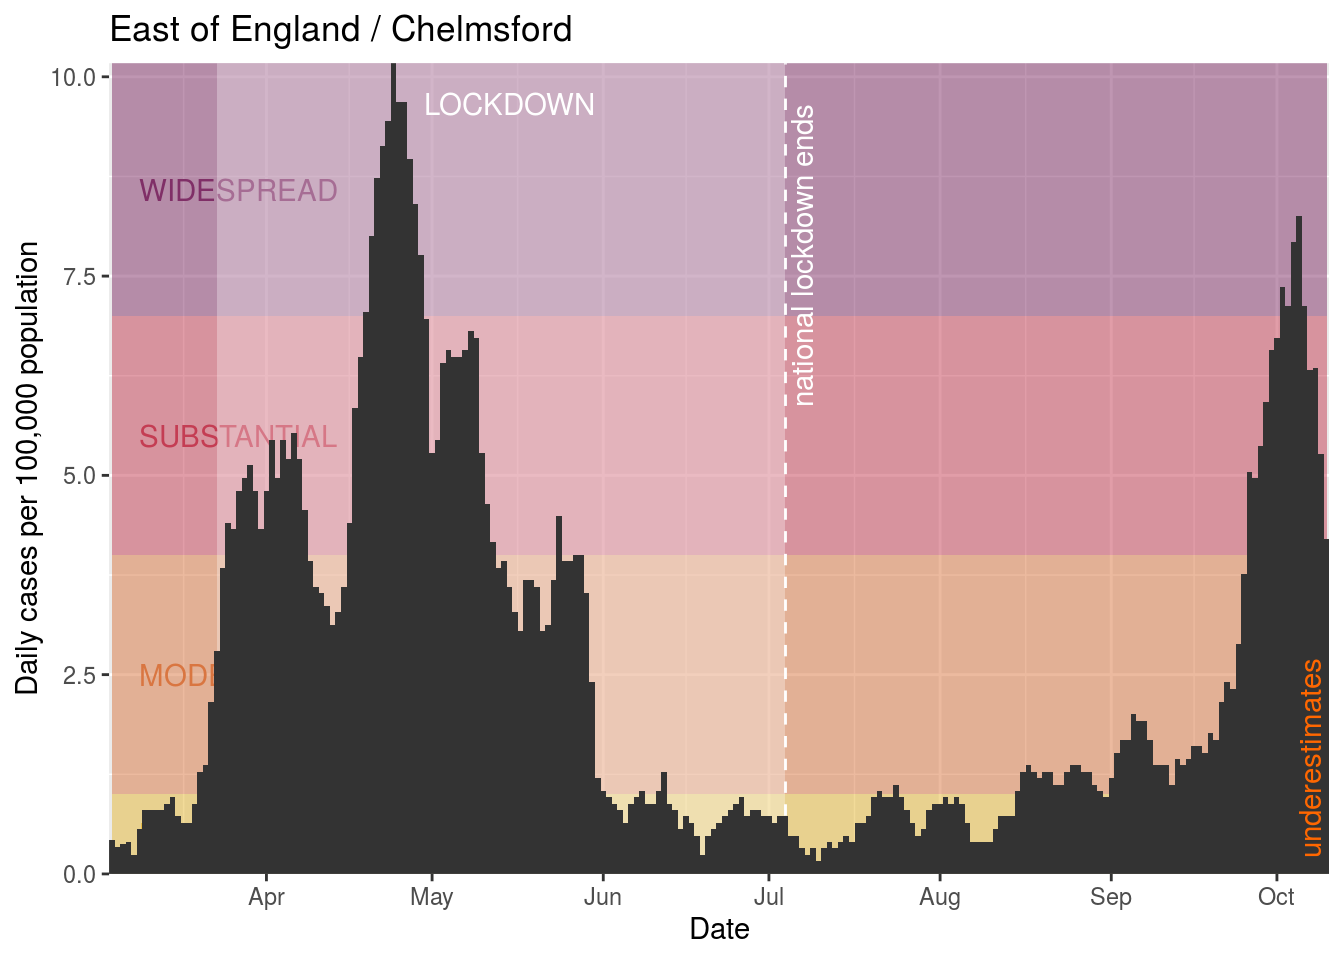 East of England / Chelmsford
Daily cases per 100,000 population
10.0
7.5
5.0
2.5
0.0
LOCKDOWN
WIDESPREAD
SUBSTANTIAL
MODE
national lockdown ends
underestimates
Apr
May
Jun
Jul
Aug
Sep
Oct
Date